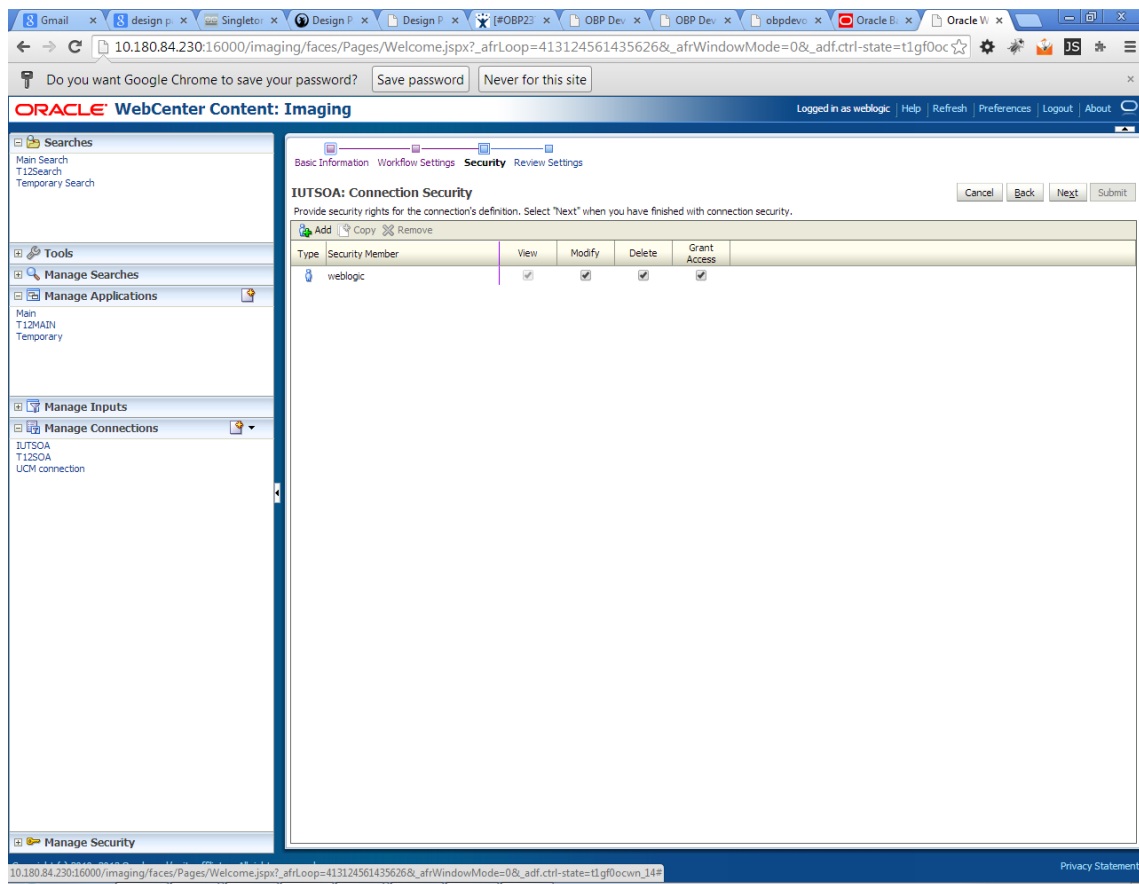 Gmail
design p
Singletor
Design P
Design P
[#OBP23
OBP Dev
OBP Dev
obpdevo
Oracle B
Oracle W
10.180.84.230:16000/imaging/faces/Pages/Welcome.jspx?_afrLoop=413124561435626&_afrWindowMode=0&_adf.ctrl-state=t1gf0oc
JS
Do you want Google Chrome to save your password? Save password Never for this site
ORACLE WebCenter Content: Imaging
Logged in as weblogic Help Refresh Preferences Logout About
Searches
Main Search
T12Search
Temporary Search
Tools
Manage Searches
Manage Applications
Main
T12MAIN
Temporary
Manage Inputs
Manage Connections
IUTSOA
T12SOA
UCM connection
Manage Security
Basic Information Workflow Settings Security Review Settings
IUTSOA: Connection Security
Cancel Back Next Submit
Provide security rights for the connection's definition. Select "Next" when you have finished with connection security.
Add Copy Remove
Type Security Member View Modify Delete Grant Access
weblogic
10.180.84.230:16000/imaging/faces/Pages/Welcome.jspx?_afrLoop=413124561435626&_afrWindowMode=0&_adf.ctrl-state=t1gf0ocwn_14#
Privacy Statement